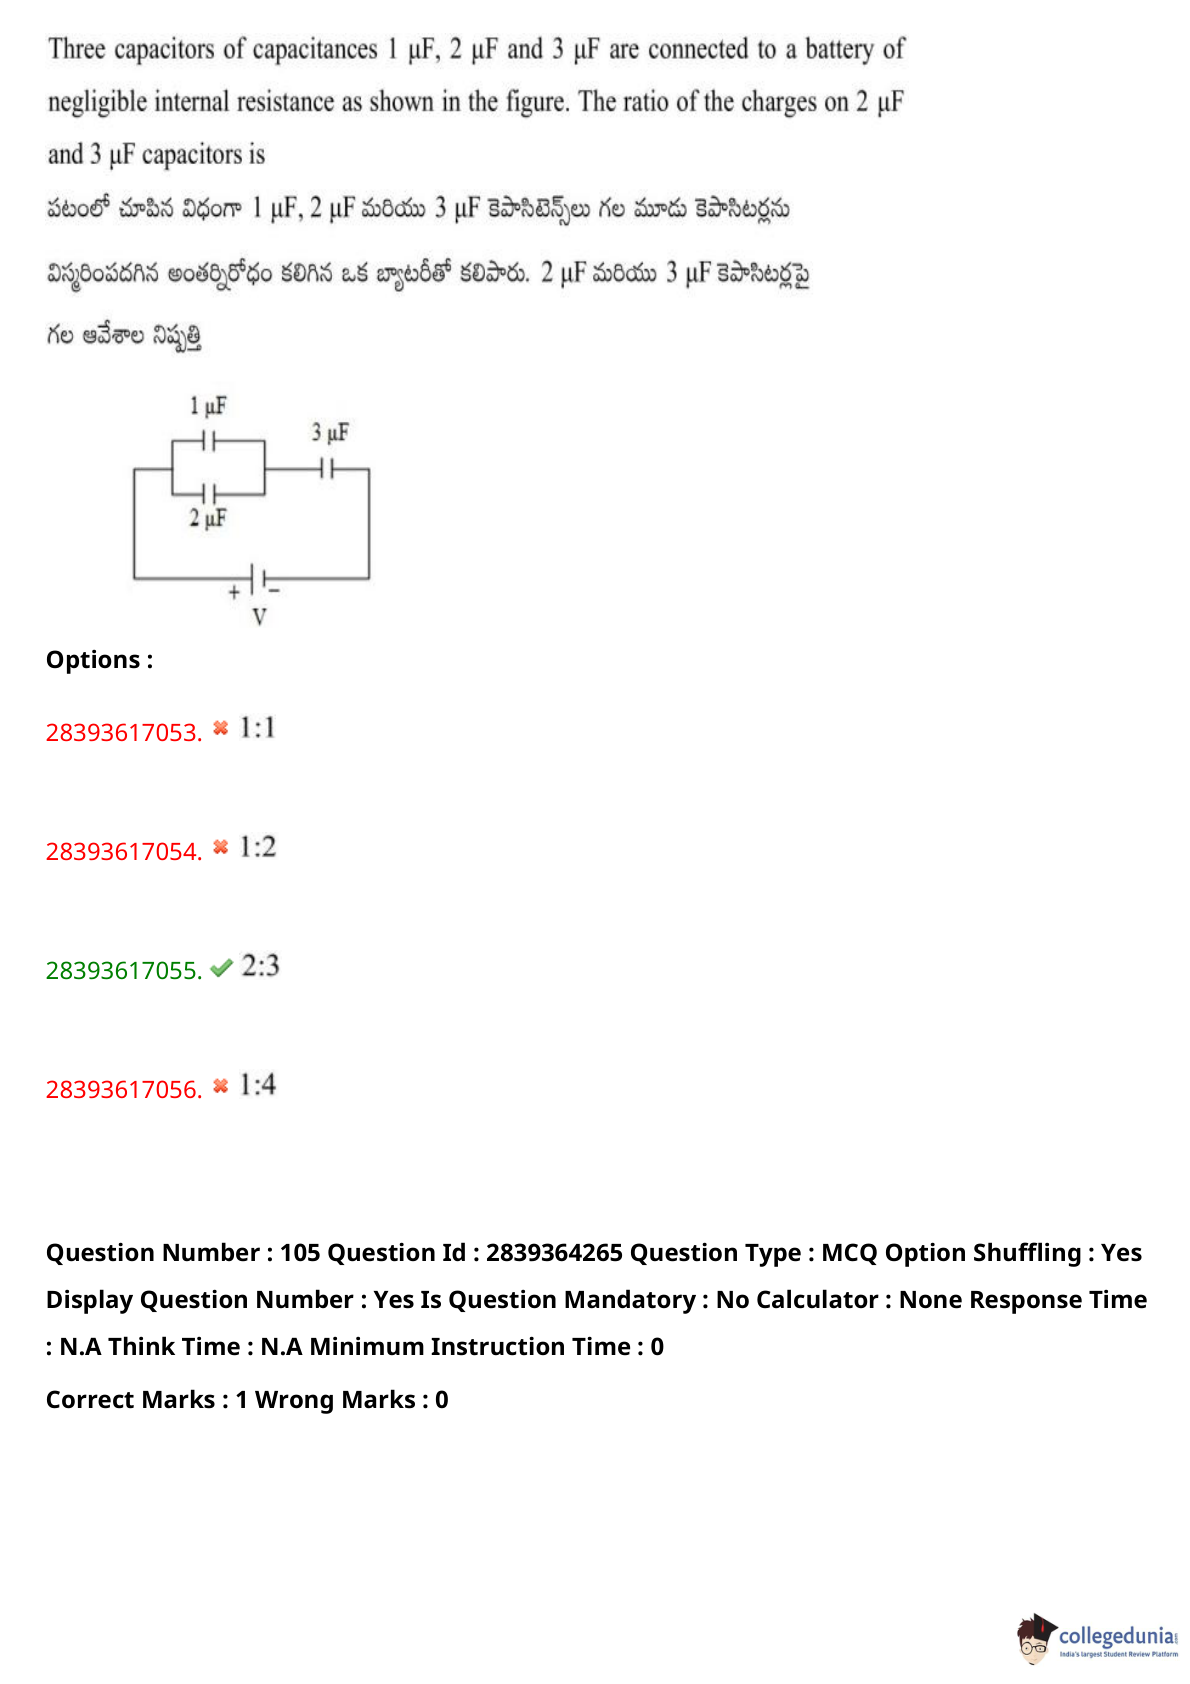 Three capacitors of capacitances 1 μF, 2 μF and 3 μF are connected to a battery of
negligible internal resistance as shown in the figure. The ratio of the charges on 2 μF
and 3 μF capacitors is
పటంలో చూపిన విధంగా 1 μF, 2 μF మరియు 3 μF కెపాసిటెన్స్‌లు గల మూడు కెపాసిటర్లను
విస్మరింపదగిన అంతర్నిరోధం కలిగిన ఒక బ్యాటరీతో కలిపారు. 2 μF మరియు 3 μF కెపాసిటర్లపై
గల ఆవేశాల నిష్పత్తి
1 μF
3 μF
2 μF
+ −
V
Options :
28393617053. ✖ 1:1
28393617054. ✖ 1:2
28393617055. ✔ 2:3
28393617056. ✖ 1:4
Question Number : 105 Question Id : 2839364265 Question Type : MCQ Option Shuffling : Yes
Display Question Number : Yes Is Question Mandatory : No Calculator : None Response Time
: N.A Think Time : N.A Minimum Instruction Time : 0
Correct Marks : 1 Wrong Marks : 0
collegedunia
India's largest Student Review Platform